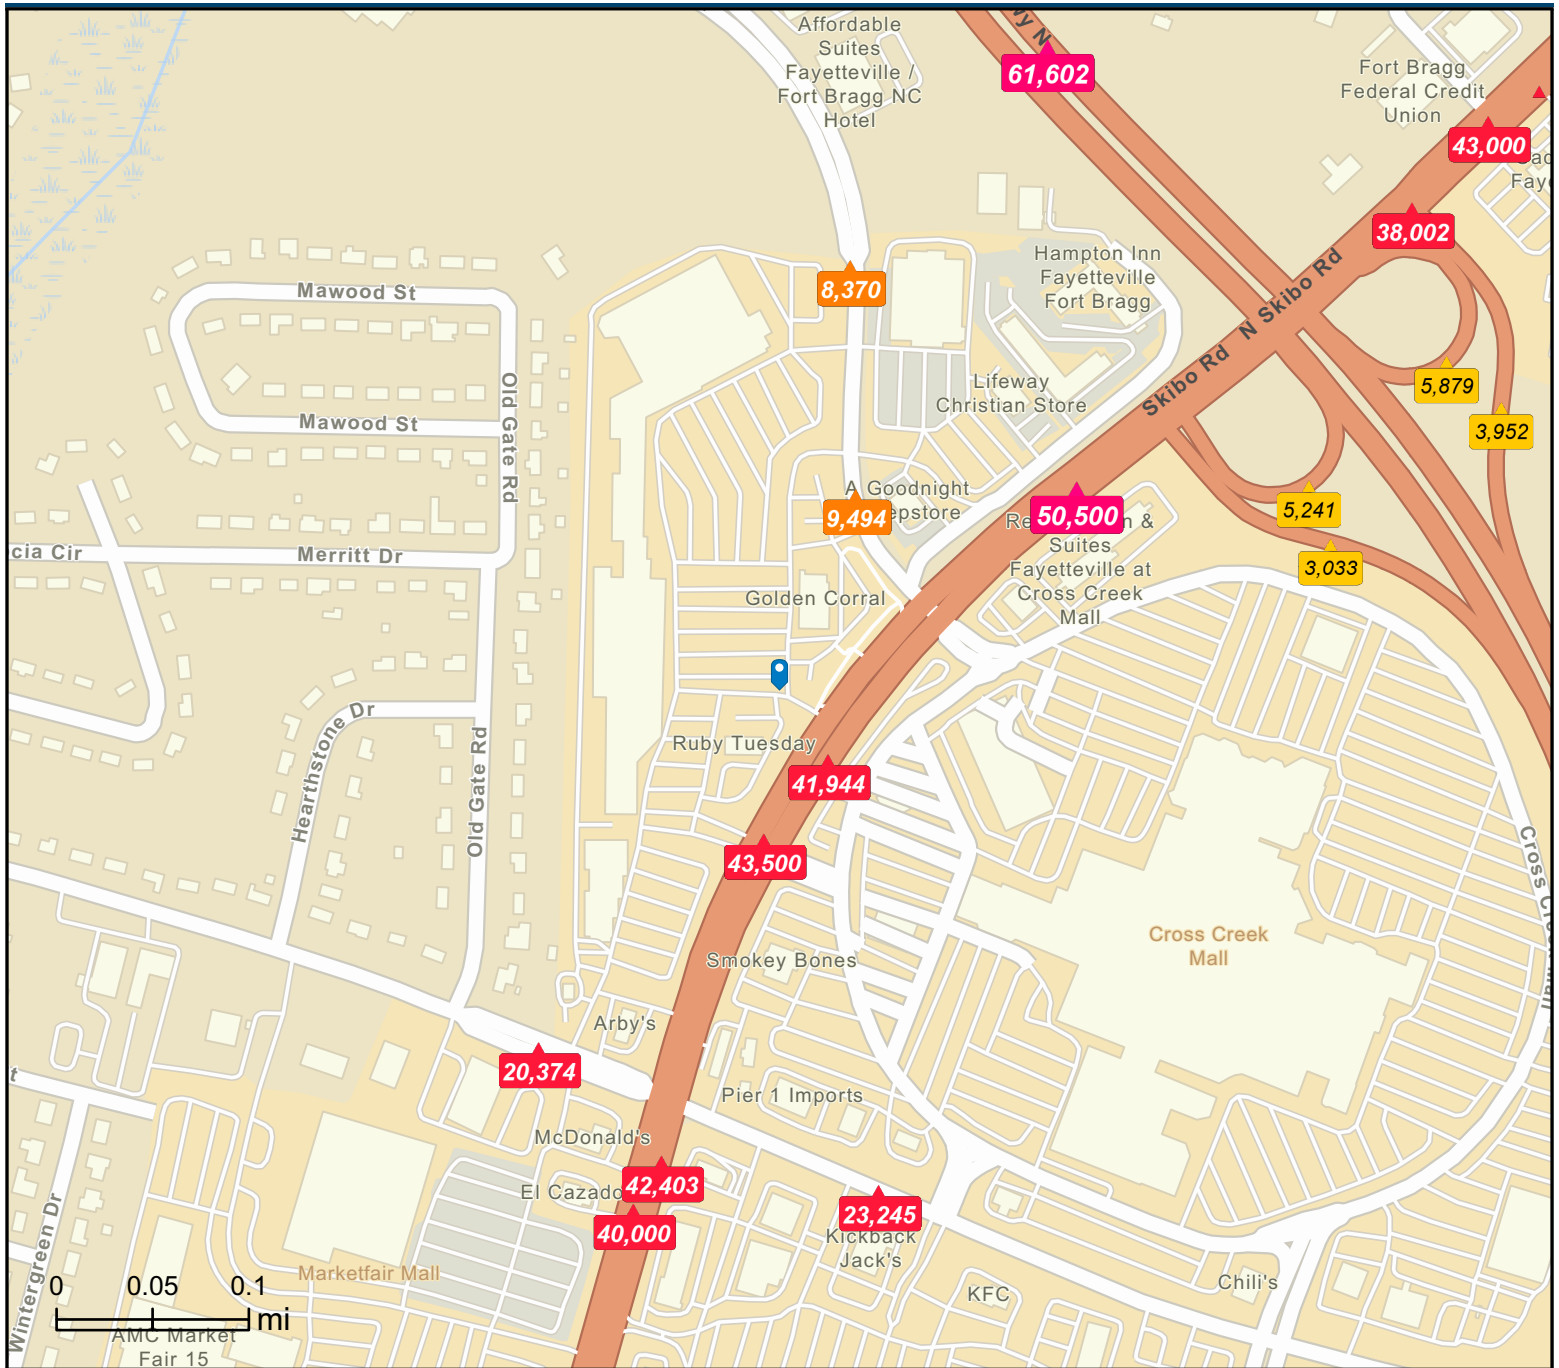 Affordable
Suites
Fayetteville /
Fort Bragg NC
Hotel
wy N
61,602
Fort Bragg
Federal Credit
Union
43,000
38,002
Hampton Inn
Fayetteville
Fort Bragg
8,370
Mawood St
N Skibo Rd
Skibo Rd
5,879
3,952
Lifeway
Christian Store
Mawood St
Old Gate Rd
A Goodnight
epstore
9,494
50,500
&
Suites
Fayetteville at
Cross Creek
Mall
5,241
3,033
cia Cir
Merritt Dr
Golden Corral
Hearthstone Dr
Old Gate Rd
Ruby Tuesday
41,944
43,500
Cross Creek
Mall
Smokey Bones
Arby's
20,374
Pier 1 Imports
McDonald's
El Cazado
42,403
40,000
23,245
Kickback
Jack's
Marketfair Mall
Wintergreen Dr
KFC
Chili's
0 0.05 0.1
mi
AMC Market
Fair 15